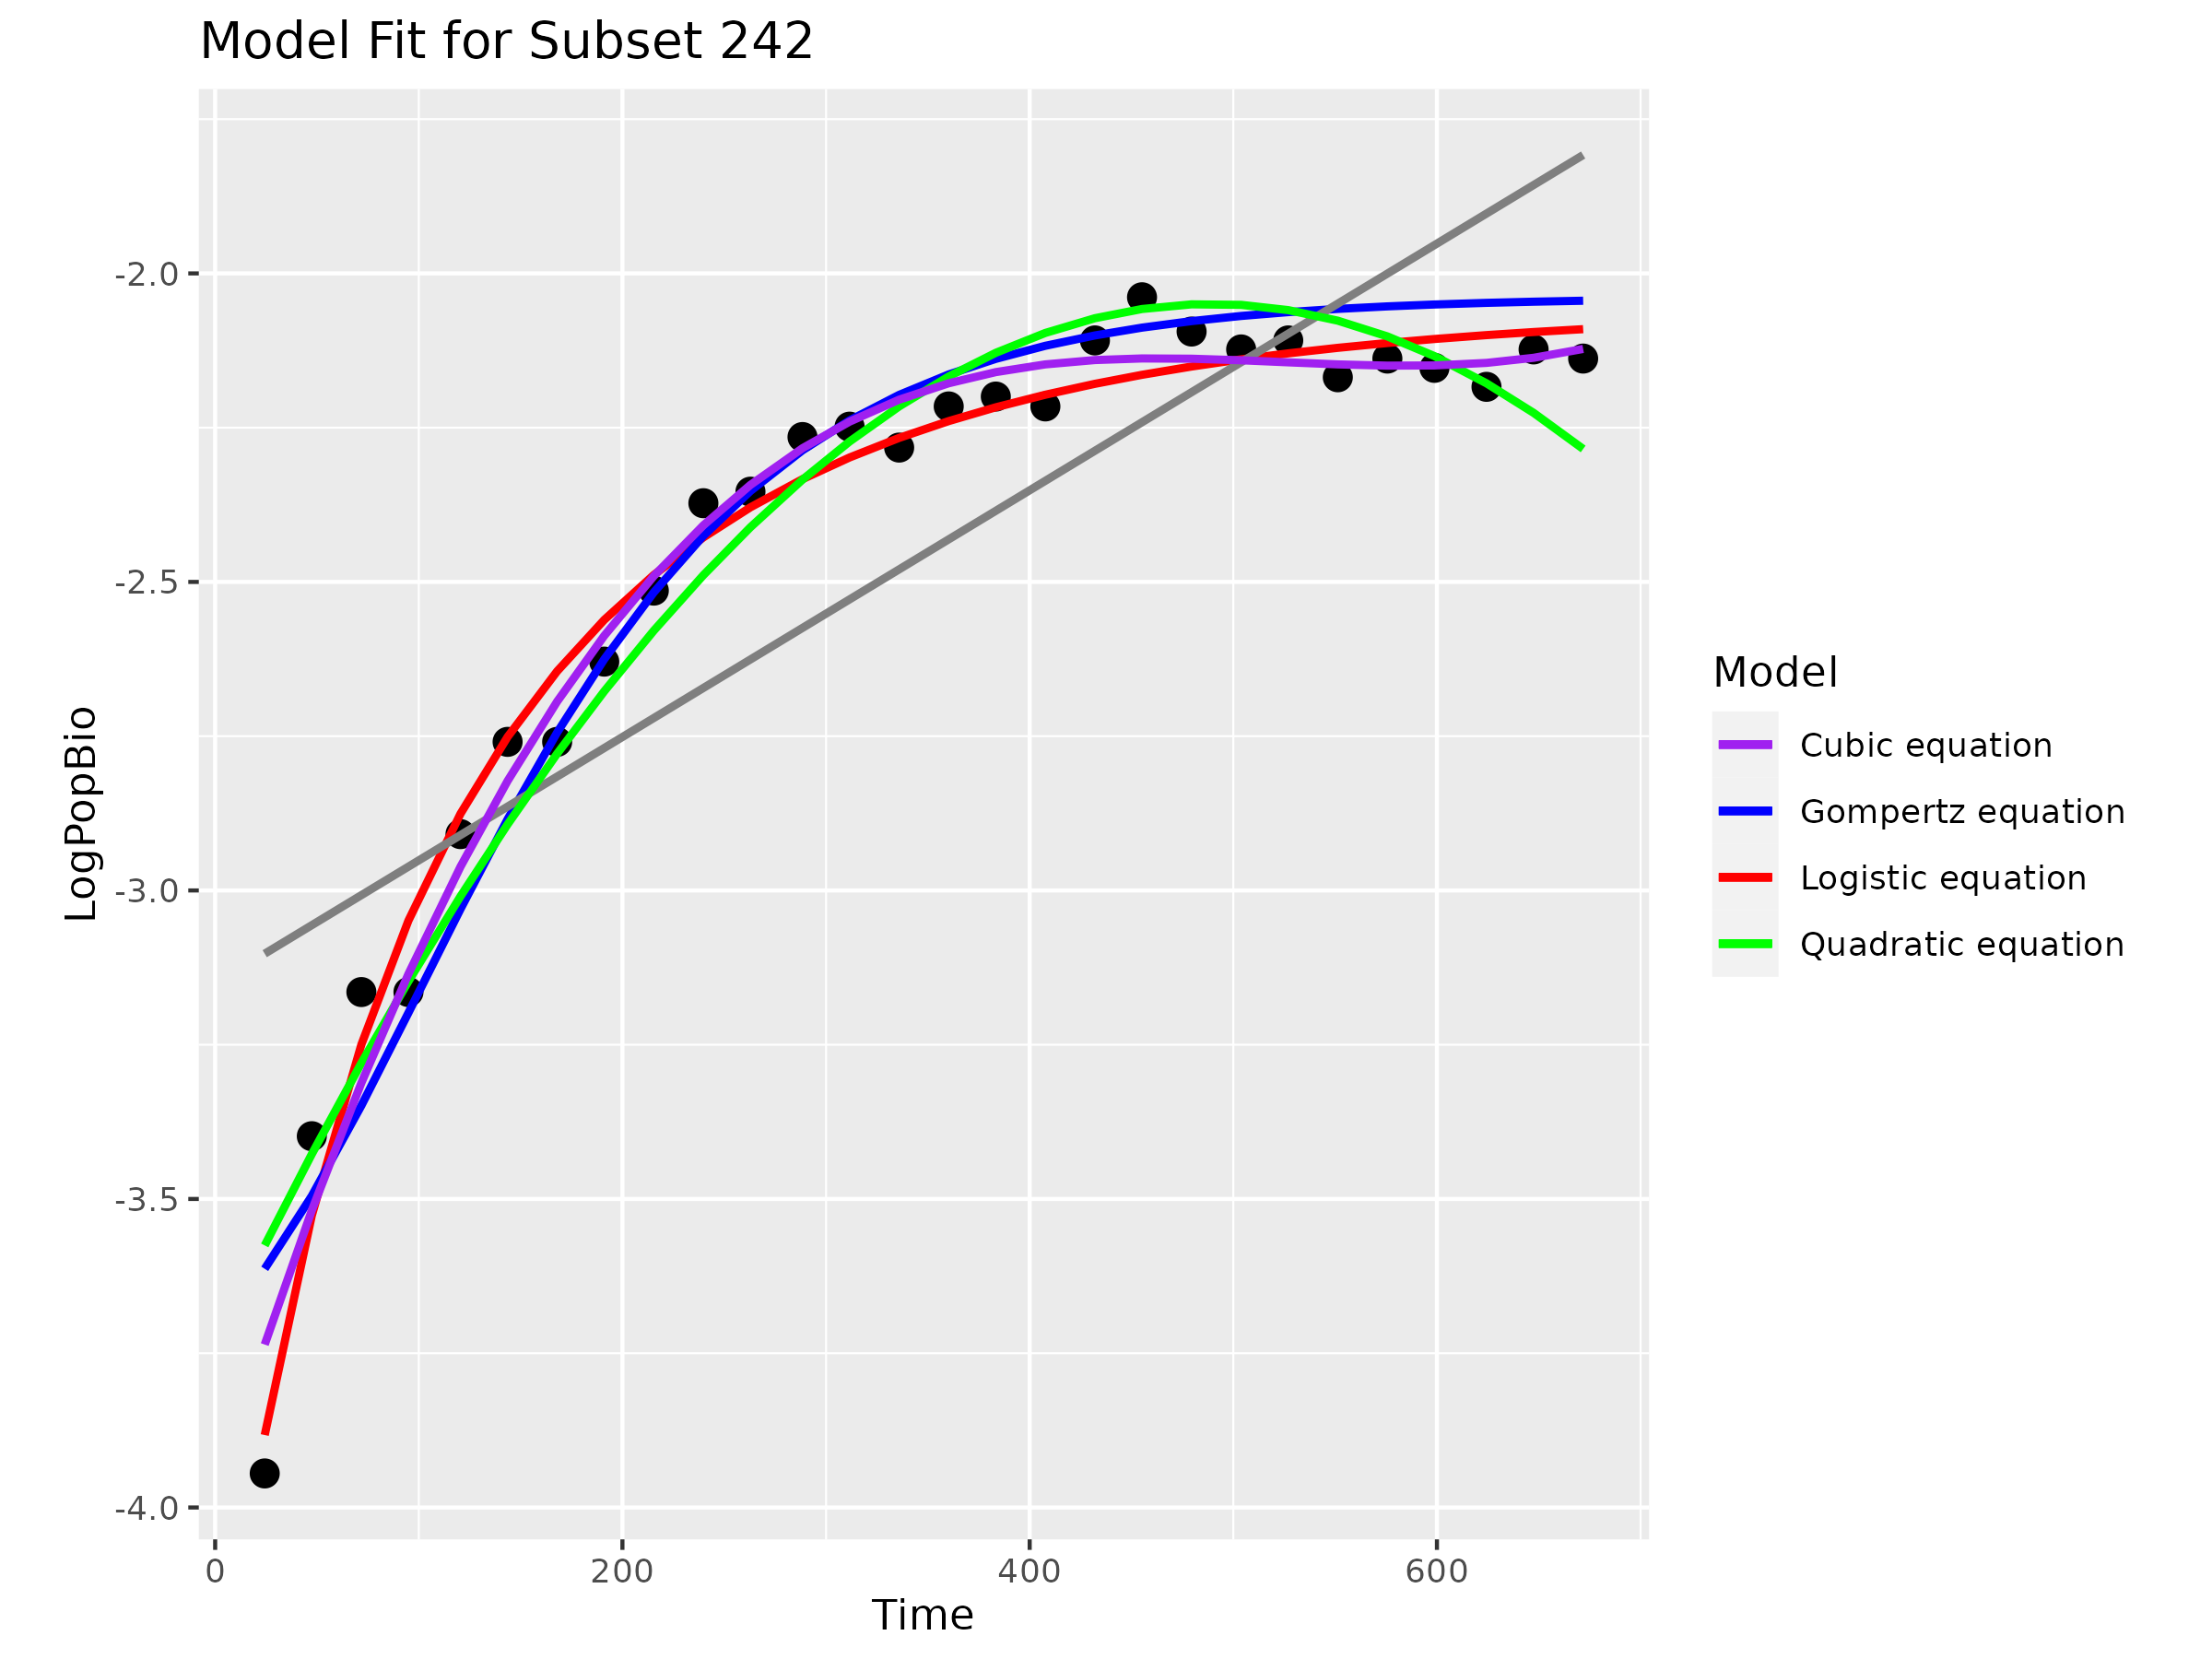 Model Fit for Subset 242
LogPopBio
-2.0
-2.5
-3.0
-3.5
-4.0
0
200
400
600
Time
Model
Cubic equation
Gompertz equation
Logistic equation
Quadratic equation